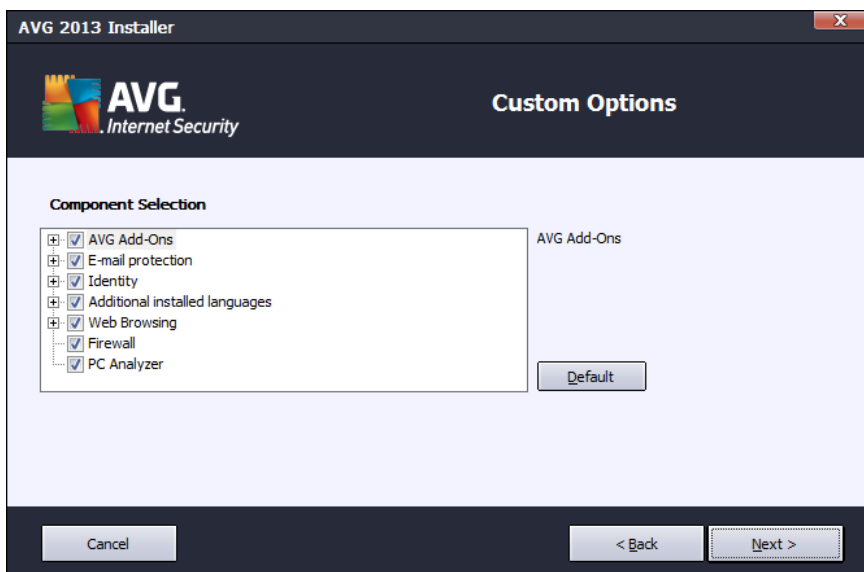 AVG 2013 Installer
X
AVG.
Internet Security
Custom Options
Component Selection
AVG Add-Ons
E-mail protection
Identity
Additional installed languages
Web Browsing
Firewall
PC Analyzer
AVG Add-Ons
Default
Cancel
< Back
Next >